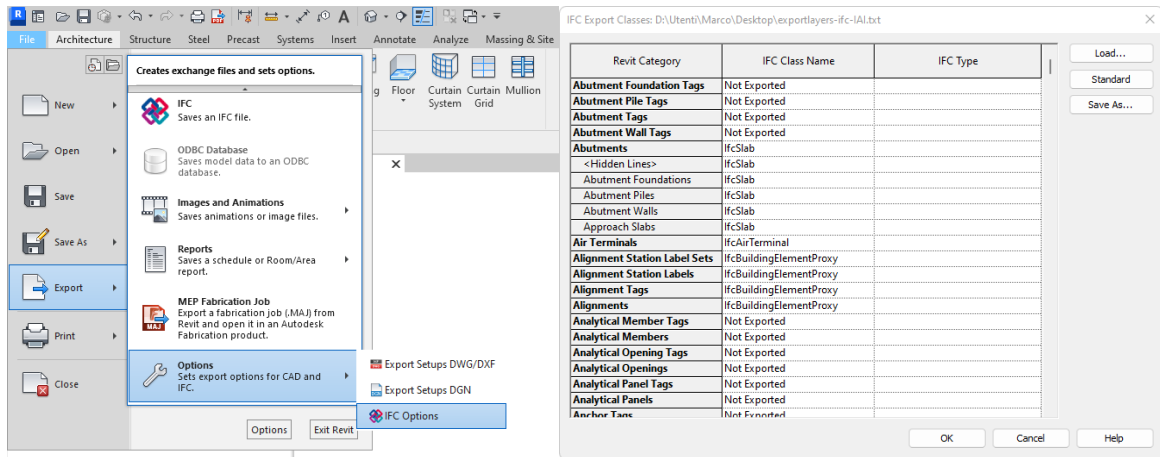 File Architecture Structure Steel Precast Systems Insert Annotate Analyze Massing & Site
Creates exchange files and sets options.
New
Open
Save
Save As
Export
Print
Close
IFC
Saves an IFC file.
ODBC Database
Saves model data to an ODBC
database.
Images and Animations
Saves animations or image files.
Reports
Saves a schedule or Room/Area
report.
MEP Fabrication Job
Export a fabrication job (.MAJ) from
Revit and open it in an Autodesk
Fabrication product.
MAJ
Options
Sets export options for CAD and
IFC.
Export Setups DWG/DXF
Export Setups DGN
IFC Options
Options Exit Revit
g Floor Curtain Curtain Mullion
System Grid
IFC Export Classes: D:\Utenti\Marco\Desktop\exportlayers-ifc-IAI.txt
Revit Category IFC Class Name IFC Type
Abutment Foundation Tags Not Exported
Abutment Pile Tags Not Exported
Abutment Tags Not Exported
Abutment Wall Tags Not Exported
Abutments IfcSlab
<Hidden Lines> IfcSlab
Abutment Foundations IfcSlab
Abutment Piles IfcSlab
Abutment Walls IfcSlab
Approach Slabs IfcSlab
Air Terminals IfcAirTerminal
Alignment Station Label Sets IfcBuildingElementProxy
Alignment Station Labels IfcBuildingElementProxy
Alignment Tags IfcBuildingElementProxy
Alignments IfcBuildingElementProxy
Analytical Member Tags Not Exported
Analytical Members Not Exported
Analytical Opening Tags Not Exported
Analytical Openings Not Exported
Analytical Panel Tags Not Exported
Analytical Panels Not Exported
Anchor Tags Not Exported
Load...
Standard
Save As...
OK Cancel Help